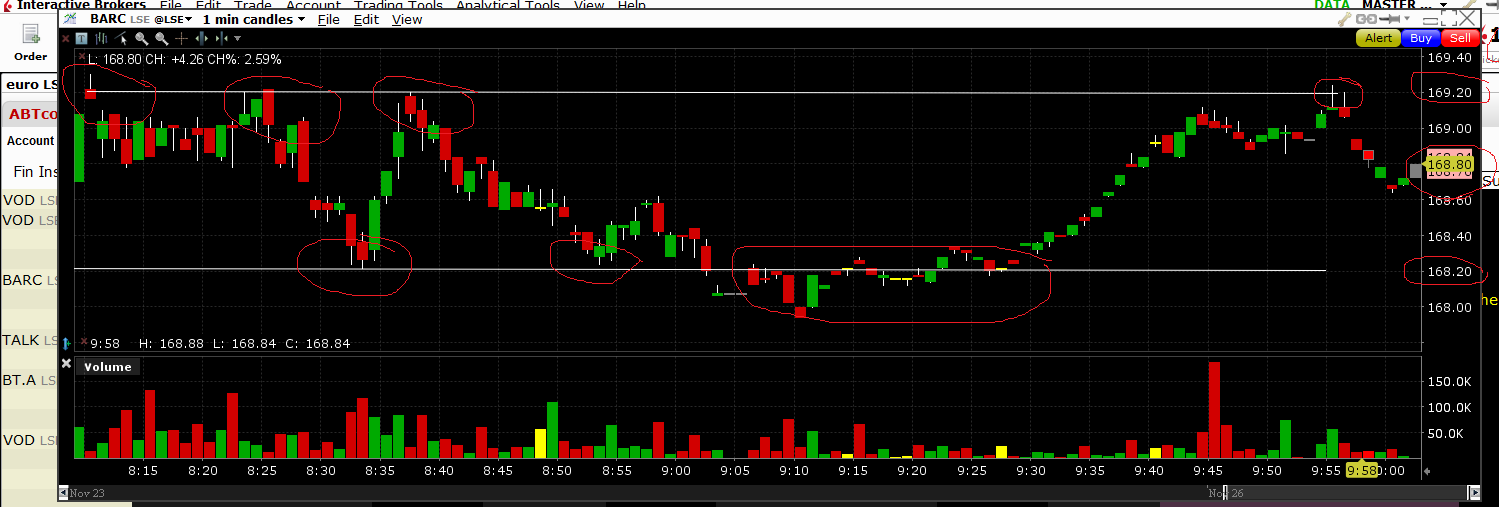 Interactive Brokers File Edit Trade Account Trading Tools Analytical Tools View Help DATA MASTER ...
BARC LSE @LSE 1 min candles File Edit View
Order
Alert Buy Sell
L: 168.80 CH: +4.26 CH%: 2.59%
169.40
euro LS
169.20
ABTco
169.00
Account
168.80
Fin Ins
Su
VOD LSE
168.60
VOD LSE
168.40
BARC LSE
168.20
he
168.00
TALK LS
9:58 H: 168.88 L: 168.84 C: 168.84
Volume
BT.A LS
150.0K
100.0K
VOD LSE
50.0K
8:15 8:20 8:25 8:30 8:35 8:40 8:45 8:50 8:55 9:00 9:05 9:10 9:15 9:20 9:25 9:30 9:35 9:40 9:45 9:50 9:55 9:58 0:00
Nov 23 Nov 26